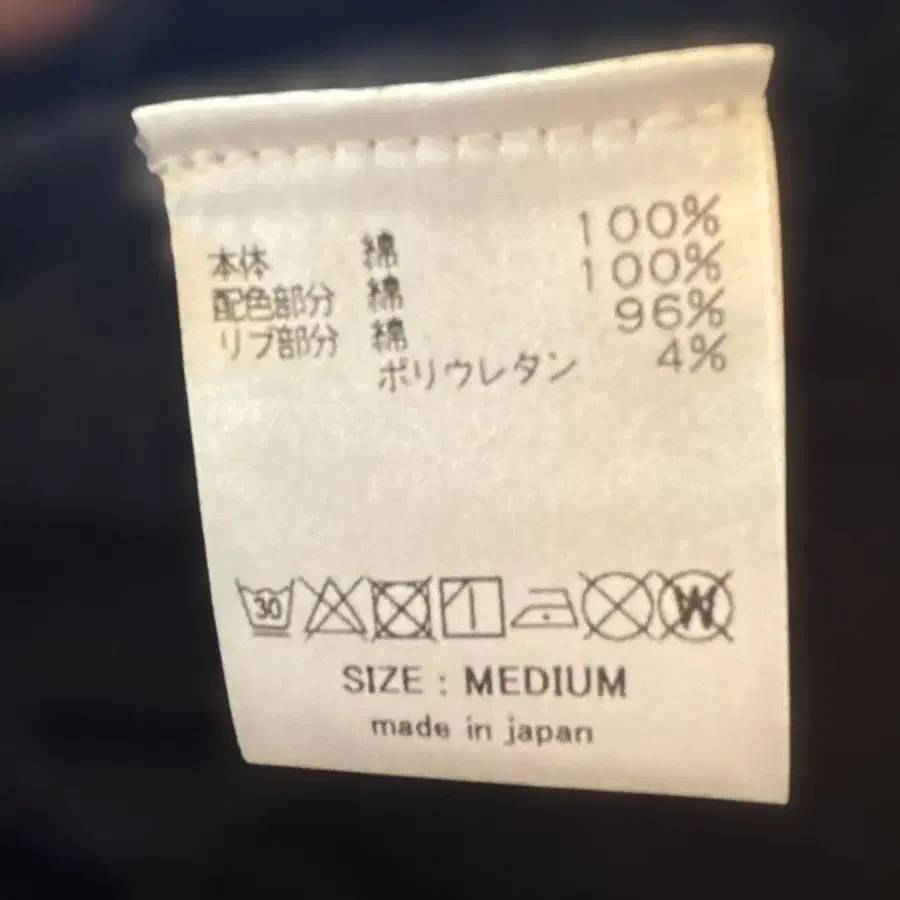 本体 綿 100%
配色部分 綿 100%
リブ部分 綿 96%
ポリウレタン 4%
30 W
SIZE : MEDIUM
made in japan